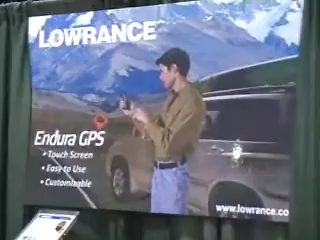 LOWRANCE
Endura GPS
• Touch Screen
• Easy to Use
• Customizable
www.lowrance.co